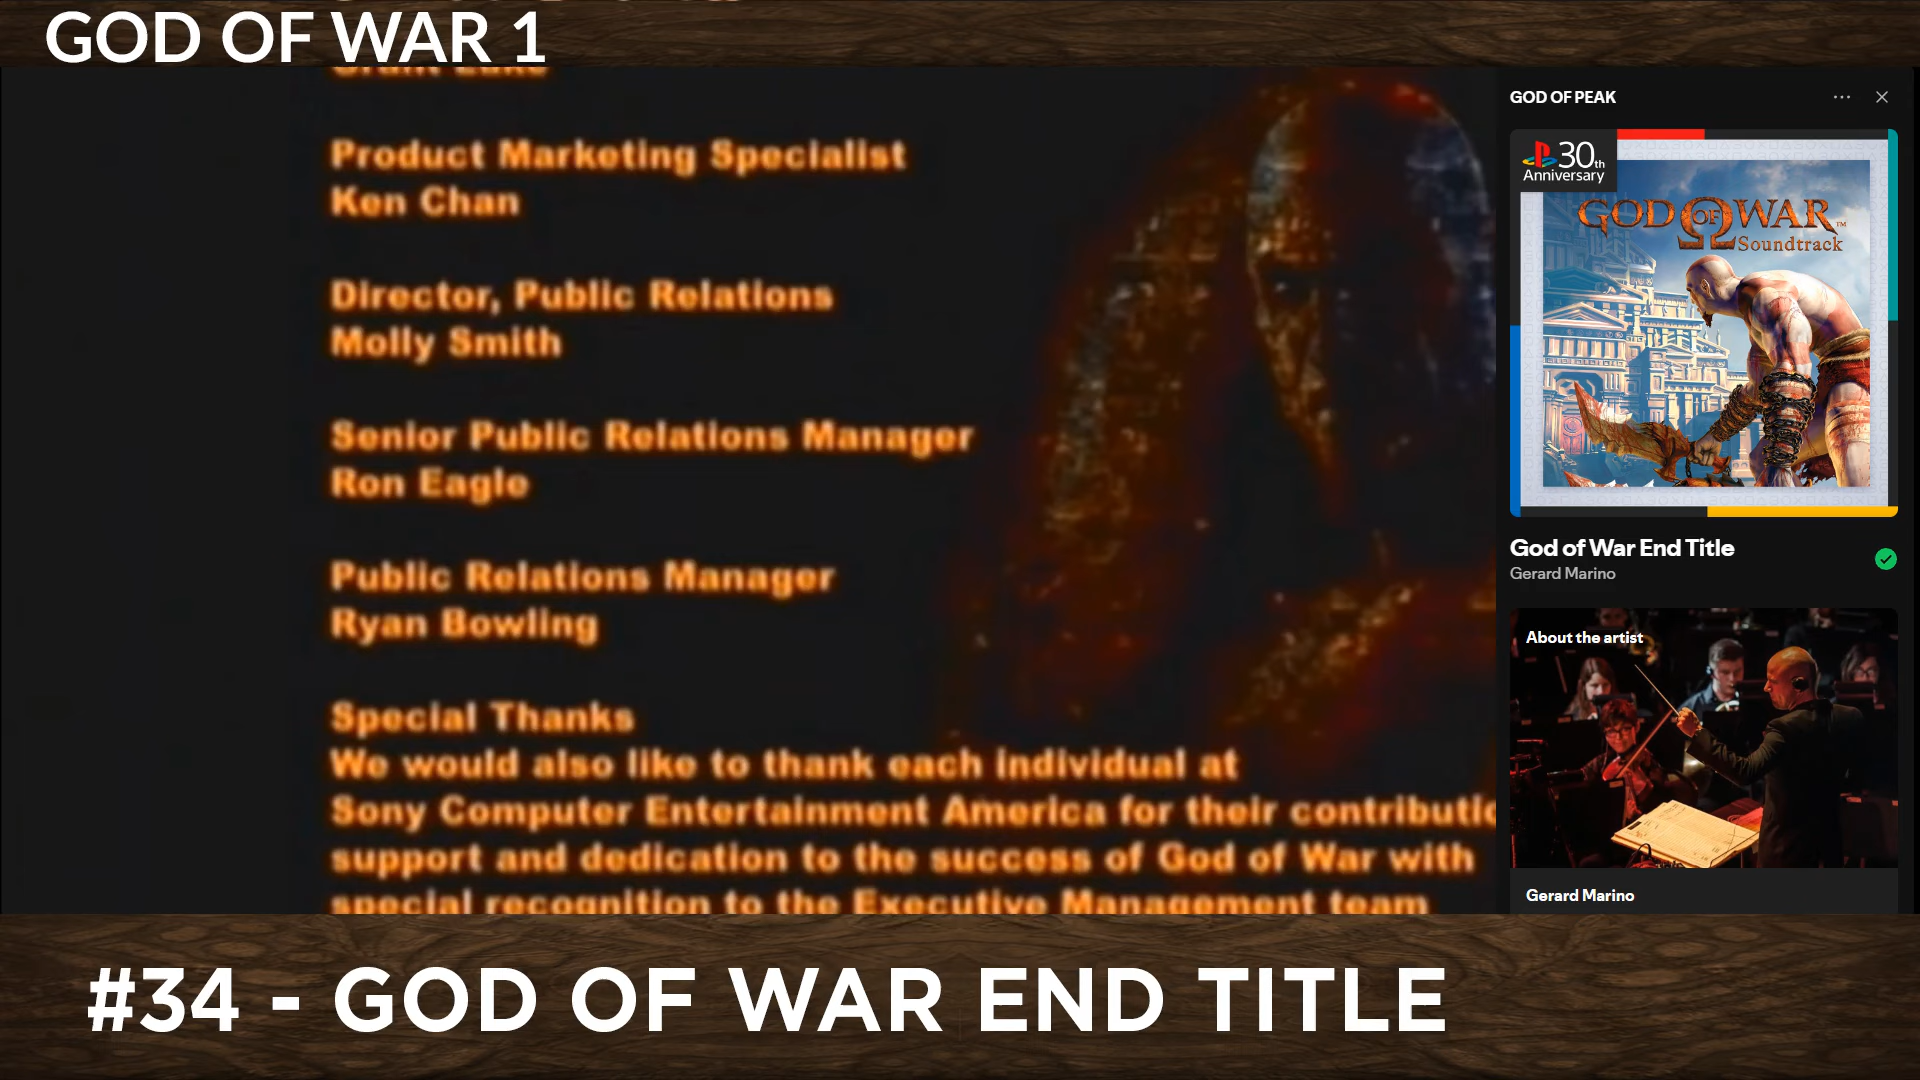 GOD OF WAR 1
Product Marketing Specialist
Ken Chan
Director, Public Relations
Molly Smith
Senior Public Relations Manager
Ron Eagle
Public Relations Manager
Ryan Bowling
Special Thanks
We would also like to thank each individual at
Sony Computer Entertainment America for their contributio
support and dedication to the success of God of War with
special recognition to the Executive Management team
GOD OF PEAK
30th
Anniversary
GOD OF WAR™
Soundtrack
God of War End Title
Gerard Marino
About the artist
Gerard Marino
#34 - GOD OF WAR END TITLE